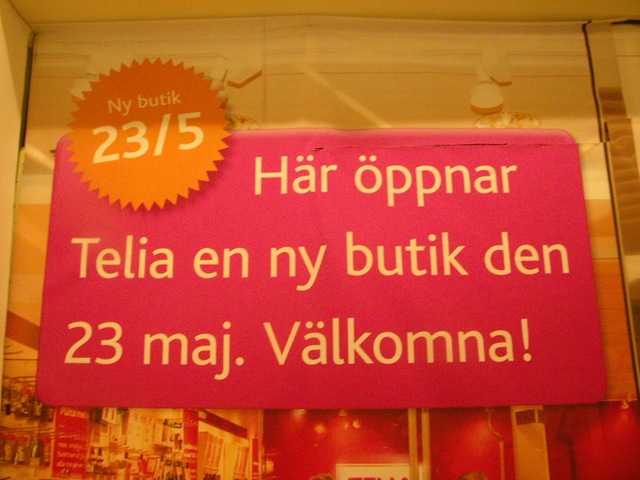 Ny butik
23/5
Här öppnar
Telia en ny butik den
23 maj. Välkomna!